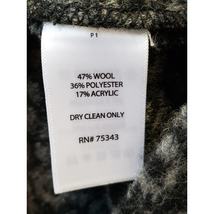 P1
47% WOOL
36% POLYESTER
17% ACRYLIC
DRY CLEAN ONLY
RN# 75343